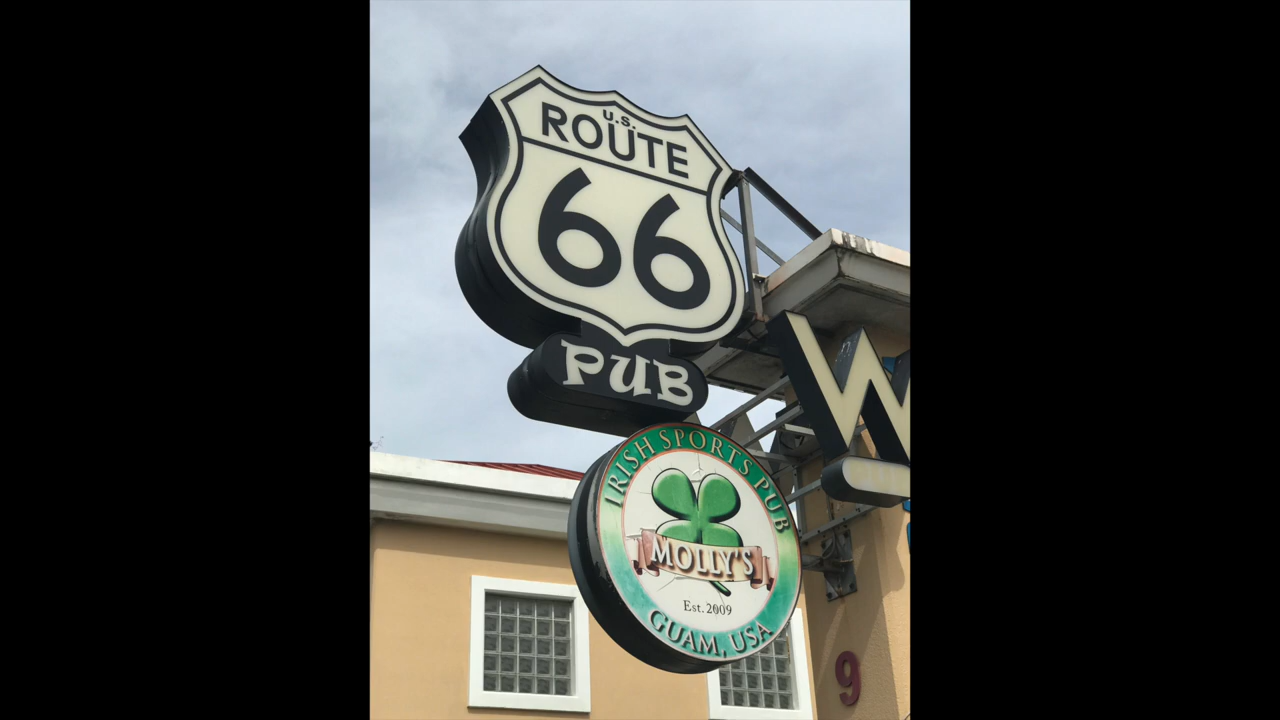 U.S.
ROUTE
66
PUB
W
IRISH SPORTS PUB
MOLLY'S
Est. 2009
GUAM, USA
9